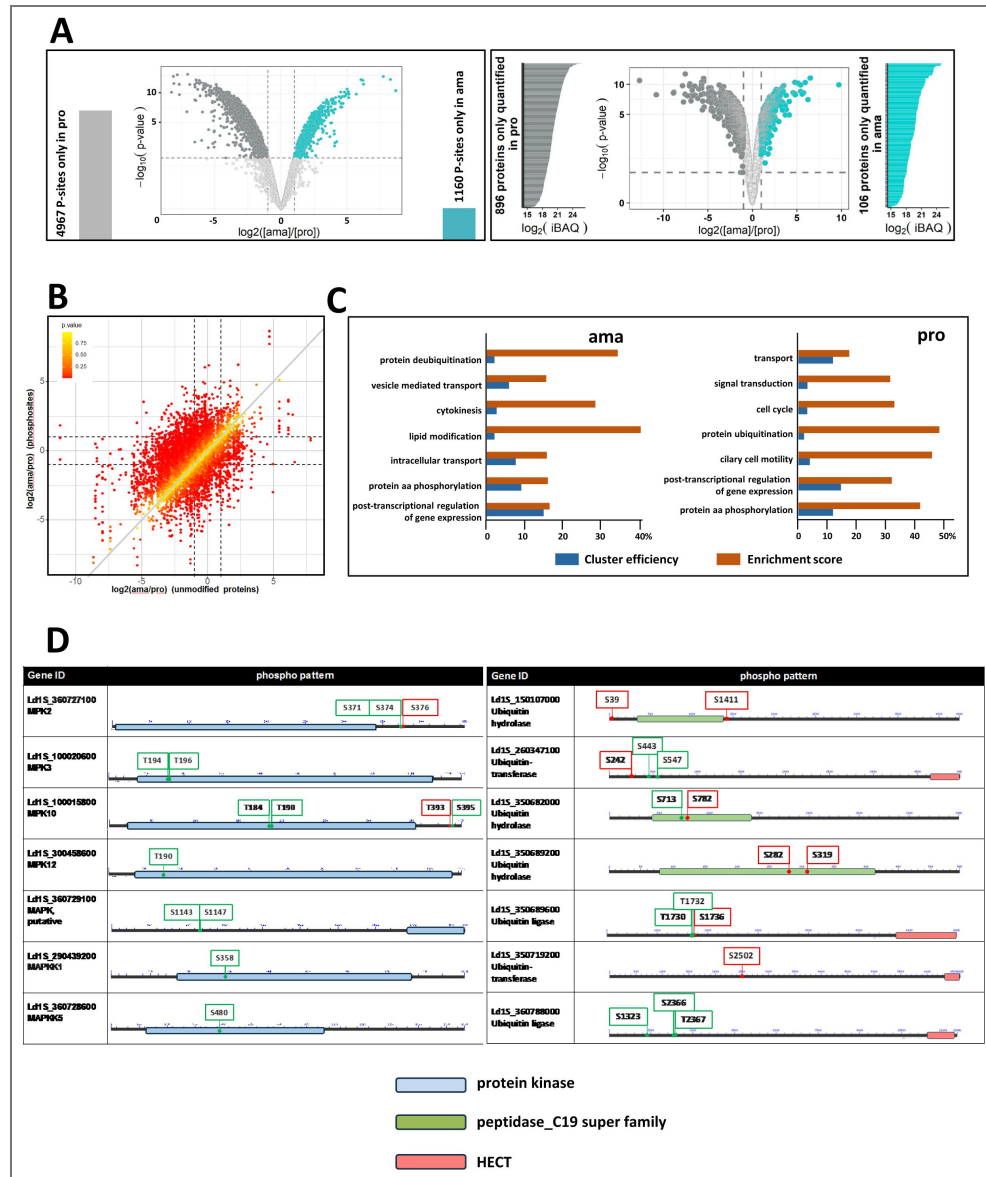 A
4967 P-sites only in pro
−log10( p-value)
10
5
0
-5
0
5
log2([ama]/[pro])
1160 P-sites only in ama
896 proteins only quantified
in pro
15 18 21 24
log2( iBAQ)
−log10( p-value)
10
5
0
-10
-5
0
5
10
log2([ama]/[pro])
106 proteins only quantified
in ama
15 18 21 24
log2( iBAQ)
B
p.value
0.75
0.50
0.25
log2(ama/pro) (phosphosites)
5
0
-5
-10
-5
0
5
log2(ama/pro) (unmodified proteins)
C
ama
protein deubiquitination
vesicle mediated transport
cytokinesis
lipid modification
intracellular transport
protein aa phosphorylation
post-transcriptional regulation
of gene expression
0 10 20 30 40%
pro
transport
signal transduction
cell cycle
protein ubiquitination
cilary cell motility
post-transcriptional regulation
of gene expression
protein aa phosphorylation
0 10 20 30 40 50%
Cluster efficiency
Enrichment score
D
Gene ID phospho pattern
Ld1S_360727100
MPK2
S371 S374 S376
Ld1S_100020600
MPK3
T194 T196
Ld1S_100015800
MPK10
T184 T190 T393 S395
Ld1S_300458600
MPK12
T190
Ld1S_360729100
MAPK,
putative
S1143 S1147
Ld1S_290439200
MAPKK1
S358
Ld1S_360728600
MAPKK5
S480
Gene ID phospho pattern
Ld1S_150107000
Ubiquitin
hydrolase
S39 S1411
Ld1S_260347100
Ubiquitin-
transferase
S443
S242 S547
Ld1S_350682000
Ubiquitin
hydrolase
S713 S782
Ld1S_350689200
Ubiquitin
hydrolase
S282 S319
Ld1S_350689600
Ubiquitin ligase
T1732
T1730 S1736
Ld1S_350719200
Ubiquitin-
transferase
S2502
Ld1S_360788000
Ubiquitin ligase
S2366
S1323 T2367
protein kinase
peptidase_C19 super family
HECT